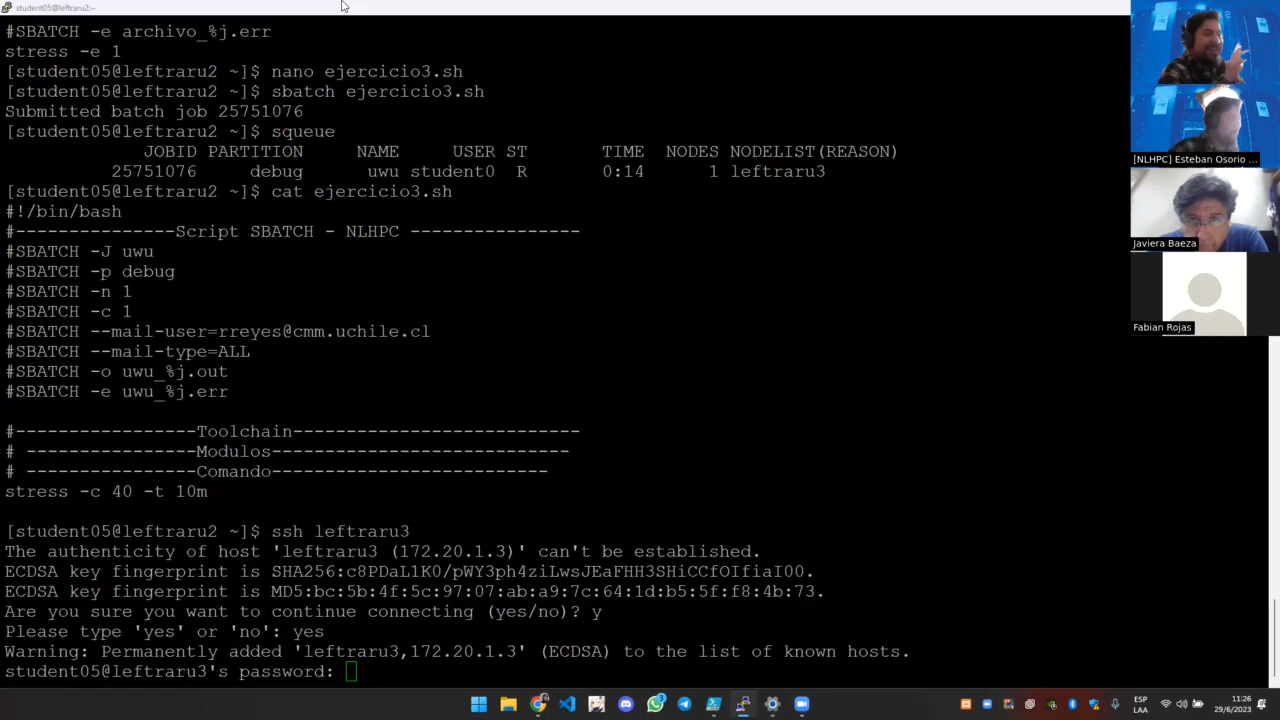 student05@leftraru2:~
#SBATCH -e archivo_%j.err
stress -e 1
[student05@leftraru2 ~]$ nano ejercicio3.sh
[student05@leftraru2 ~]$ sbatch ejercicio3.sh
Submitted batch job 25751076
[student05@leftraru2 ~]$ squeue
JOBID PARTITION NAME USER ST TIME NODES NODELIST(REASON)
25751076 debug uwu student0 R 0:14 1 leftraru3
[student05@leftraru2 ~]$ cat ejercicio3.sh
#!/bin/bash
#---------------Script SBATCH - NLHPC ----------------
#SBATCH -J uwu
#SBATCH -p debug
#SBATCH -n 1
#SBATCH -c 1
#SBATCH --mail-user=rreyes@cmm.uchile.cl
#SBATCH --mail-type=ALL
#SBATCH -o uwu_%j.out
#SBATCH -e uwu_%j.err
#-----------------Toolchain---------------------------
# ----------------Modulos----------------------------
# ----------------Comando--------------------------
stress -c 40 -t 10m
[student05@leftraru2 ~]$ ssh leftraru3
The authenticity of host 'leftraru3 (172.20.1.3)' can't be established.
ECDSA key fingerprint is SHA256:c8PDaL1K0/pWY3ph4ziLwsJEaFHH3SHiCCfOIfiaI00.
ECDSA key fingerprint is MD5:bc:5b:4f:5c:97:07:ab:a9:7c:64:1d:b5:5f:f8:4b:73.
Are you sure you want to continue connecting (yes/no)? y
Please type 'yes' or 'no': yes
Warning: Permanently added 'leftraru3,172.20.1.3' (ECDSA) to the list of known hosts.
student05@leftraru3's password:
[NLHPC] Esteban Osorio ...
Javiera Baeza
Fabian Rojas
ESP
LAA
11:26
29/6/2023